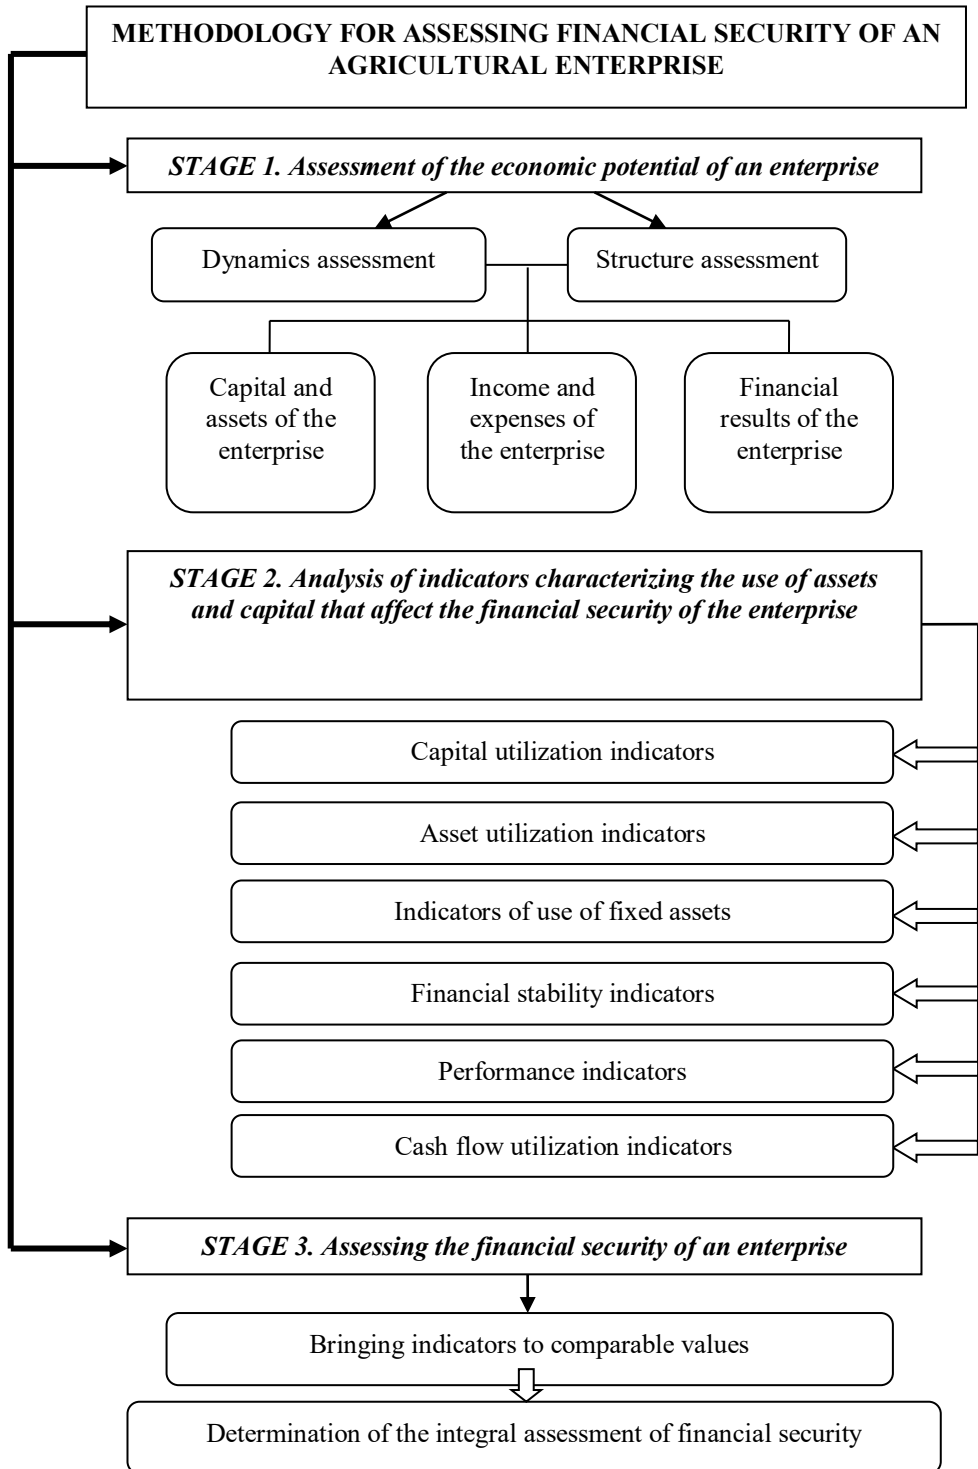 METHODOLOGY FOR ASSESSING FINANCIAL SECURITY OF AN
AGRICULTURAL ENTERPRISE
STAGE 1. Assessment of the economic potential of an enterprise
Dynamics assessment
Structure assessment
Capital and
assets of the
enterprise
Income and
expenses of
the enterprise
Financial
results of the
enterprise
STAGE 2. Analysis of indicators characterizing the use of assets
and capital that affect the financial security of the enterprise
Capital utilization indicators
Asset utilization indicators
Indicators of use of fixed assets
Financial stability indicators
Performance indicators
Cash flow utilization indicators
STAGE 3. Assessing the financial security of an enterprise
Bringing indicators to comparable values
Determination of the integral assessment of financial security